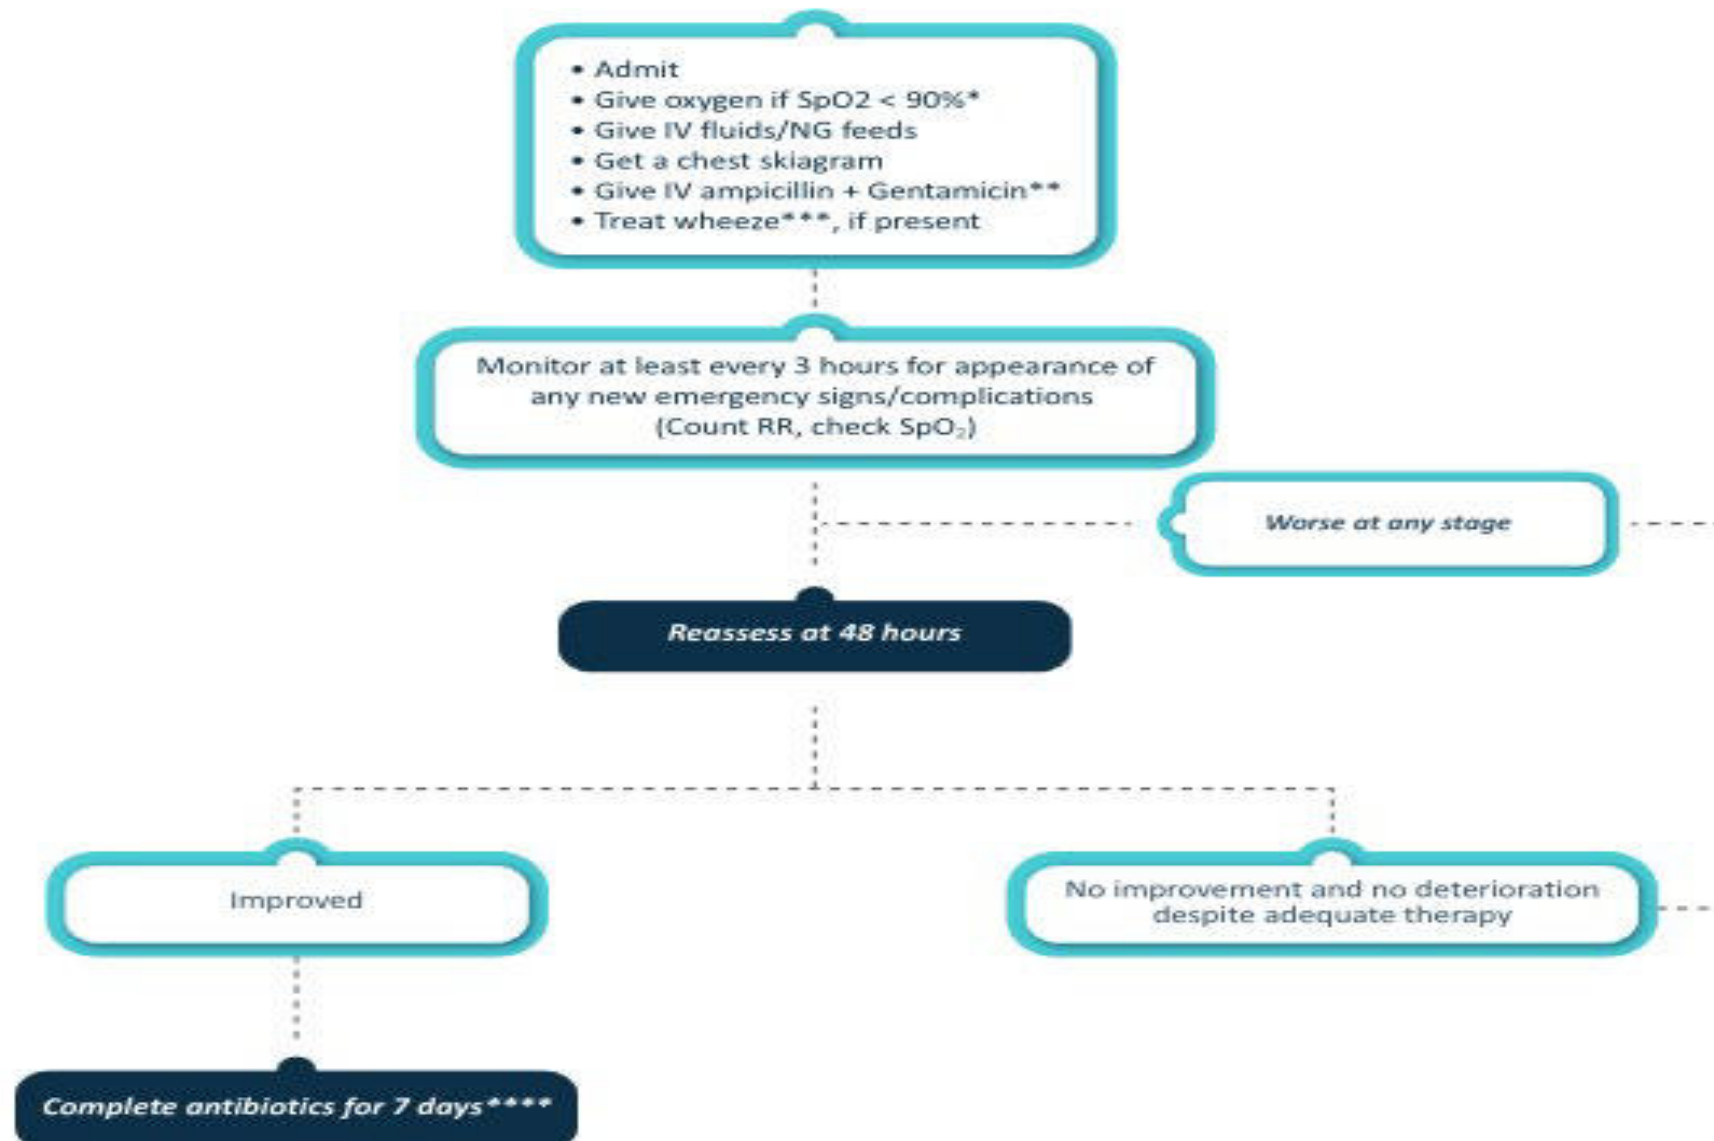 • Admit
• Give oxygen if SpO2 < 90%*
• Give IV fluids/NG feeds
• Get a chest skiagram
• Give IV ampicillin + Gentamicin**
• Treat wheeze***, if present
Monitor at least every 3 hours for appearance of
any new emergency signs/complications
(Count RR, check SpO₂)
Worse at any stage
Reassess at 48 hours
Improved
No improvement and no deterioration
despite adequate therapy
Complete antibiotics for 7 days****